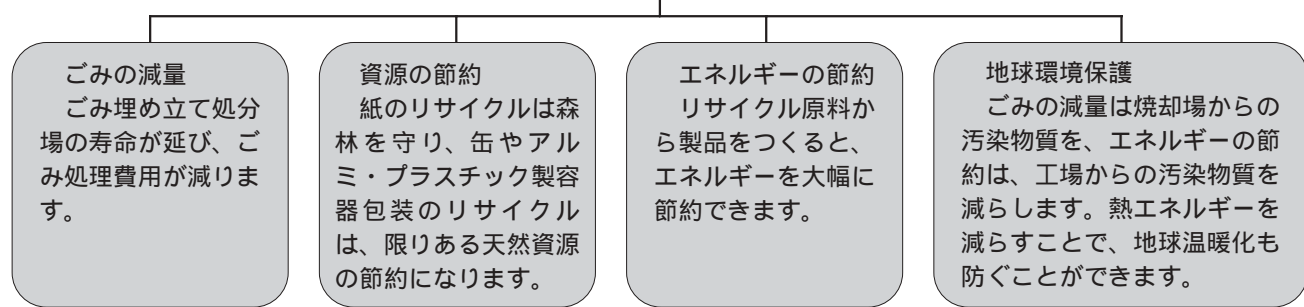 ごみの減量
ごみ埋め立て処分
場の寿命が延び、ご
み処理費用が減りま
す。
資源の節約
紙のリサイクルは森
林を守り、缶やアル
ミ・プラスチック製容
器包装のリサイクル
は、限りある天然資源
の節約になります。
エネルギーの節約
リサイクル原料か
ら製品をつくると、
エネルギーを大幅に
節約できます。
地球環境保護
ごみの減量は焼却場からの
汚染物質を、エネルギーの節
約は、工場からの汚染物質を
減らします。熱エネルギーを
減らすことで、地球温暖化も
防ぐことができます。